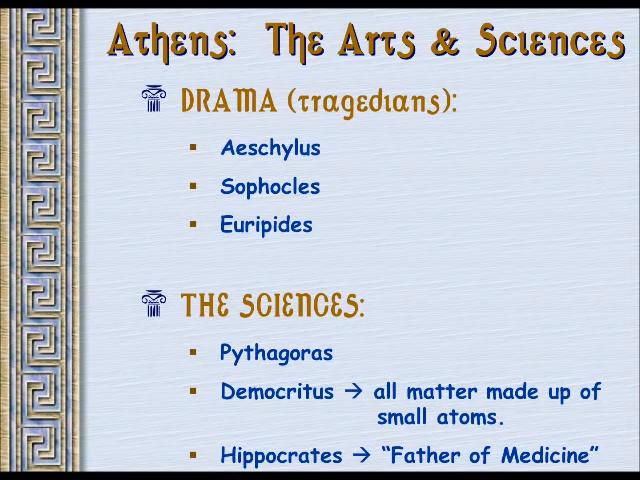 Athens: The Arts & Sciences
DRAMA (tragedians):
▪ Aeschylus
▪ Sophocles
▪ Euripides
THE SCIENCES:
▪ Pythagoras
▪ Democritus → all matter made up of
small atoms.
▪ Hippocrates → “Father of Medicine”